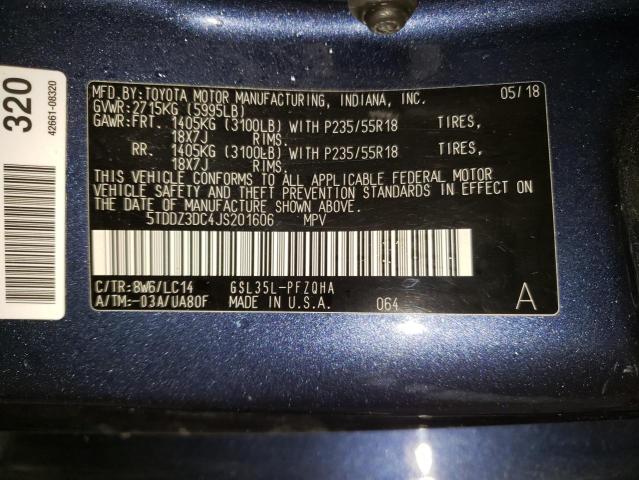 MFD.BY:TOYOTA MOTOR MANUFACTURING, INDIANA, INC. 05/18
GVWR:2715KG (5995LB)
GAWR:FRT. 1405KG (3100LB) WITH P235/55R18 TIRES,
18X7J RIMS.
RR. 1405KG (3100LB) WITH P235/55R18 TIRES,
18X7J RIMS.
THIS VEHICLE CONFORMS TO ALL APPLICABLE FEDERAL MOTOR
VEHICLE SAFETY AND THEFT PREVENTION STANDARDS IN EFFECT ON
THE DATE OF MANUFACTURE SHOWN ABOVE.
5TDDZ3DC4JS201606 MPV
C/TR:8W6/LC14 GSL35L-PFZQHA
A/TM:-03A/UA80F MADE IN U.S.A. 064 A
320
42661-08320